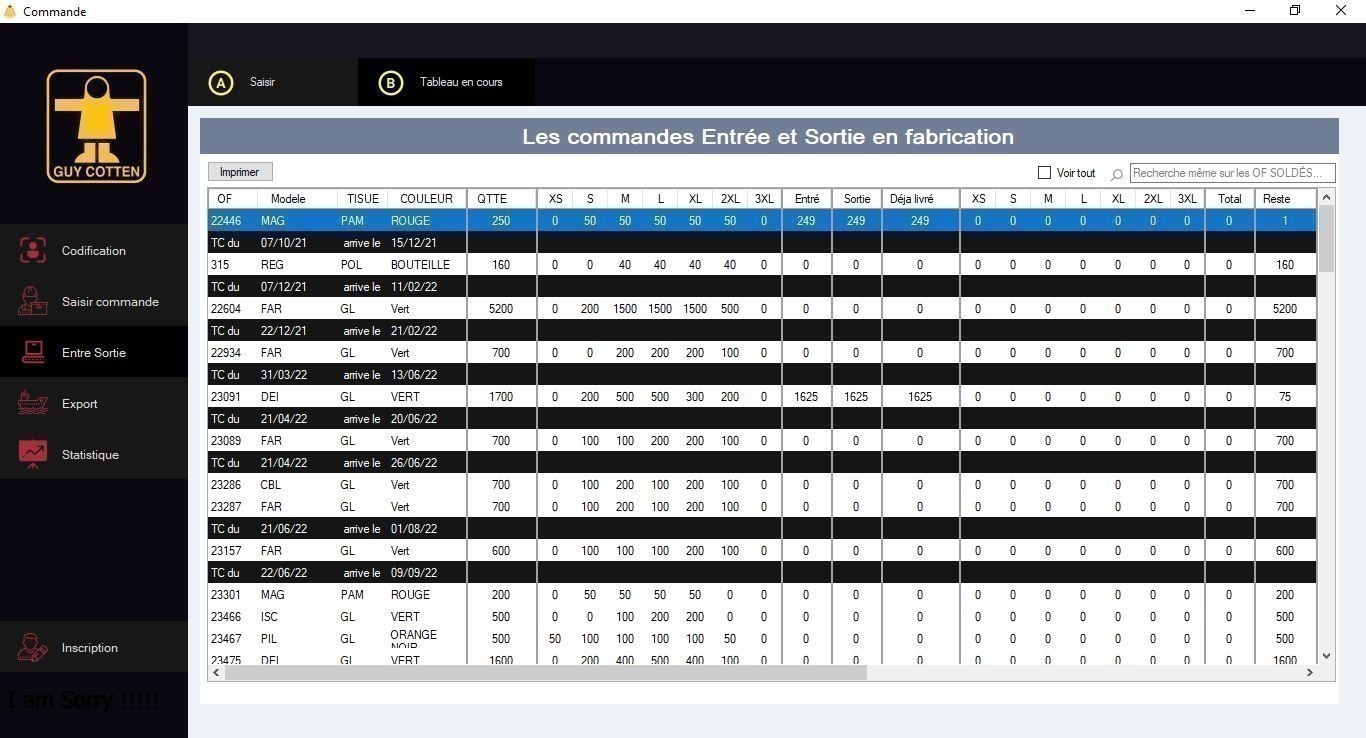 Commande
GUY COTTEN
A Saisir
B Tableau en cours
Les commandes Entrée et Sortie en fabrication
Imprimer
Voir tout
Recherche même sur les OF SOLDÉS...
OF Modele TISUE COULEUR QTTE XS S M L XL 2XL 3XL Entré Sortie Déja livré XS S M L XL 2XL 3XL Total Reste
22446 MAG PAM ROUGE 250 0 50 50 50 50 50 0 249 249 249 0 0 0 0 0 0 0 0 1
TC du 07/10/21 arrive le 15/12/21
315 REG POL BOUTEILLE 160 0 0 40 40 40 40 0 0 0 0 0 0 0 0 0 0 0 0 160
TC du 07/12/21 arrive le 11/02/22
22604 FAR GL Vert 5200 0 200 1500 1500 1500 500 0 0 0 0 0 0 0 0 0 0 0 0 5200
TC du 22/12/21 arrive le 21/02/22
22934 FAR GL Vert 700 0 0 200 200 200 100 0 0 0 0 0 0 0 0 0 0 0 0 700
TC du 31/03/22 arrive le 13/06/22
23091 DEI GL VERT 1700 0 200 500 500 300 200 0 1625 1625 1625 0 0 0 0 0 0 0 0 75
TC du 21/04/22 arrive le 20/06/22
23089 FAR GL Vert 700 0 100 100 200 200 100 0 0 0 0 0 0 0 0 0 0 0 0 700
TC du 21/04/22 arrive le 26/06/22
23286 CBL GL Vert 700 0 100 200 100 200 100 0 0 0 0 0 0 0 0 0 0 0 0 700
23287 FAR GL Vert 700 0 100 200 100 200 100 0 0 0 0 0 0 0 0 0 0 0 0 700
TC du 21/06/22 arrive le 01/08/22
23157 FAR GL Vert 600 0 100 100 100 200 100 0 0 0 0 0 0 0 0 0 0 0 0 600
TC du 22/06/22 arrive le 09/09/22
23301 MAG PAM ROUGE 200 0 50 50 50 50 0 0 0 0 0 0 0 0 0 0 0 0 0 200
23466 ISC GL VERT 500 0 0 100 200 200 0 0 0 0 0 0 0 0 0 0 0 0 0 500
23467 PIL GL ORANGE NOIR 500 50 100 100 100 100 50 0 0 0 0 0 0 0 0 0 0 0 0 500
23475 DEI GL VERT 1600 0 200 400 500 400 100 0 0 0 0 0 0 0 0 0 0 0 0 1600
Codification
Saisir commande
Entre Sortie
Export
Statistique
Inscription
I am Sorry !!!!!